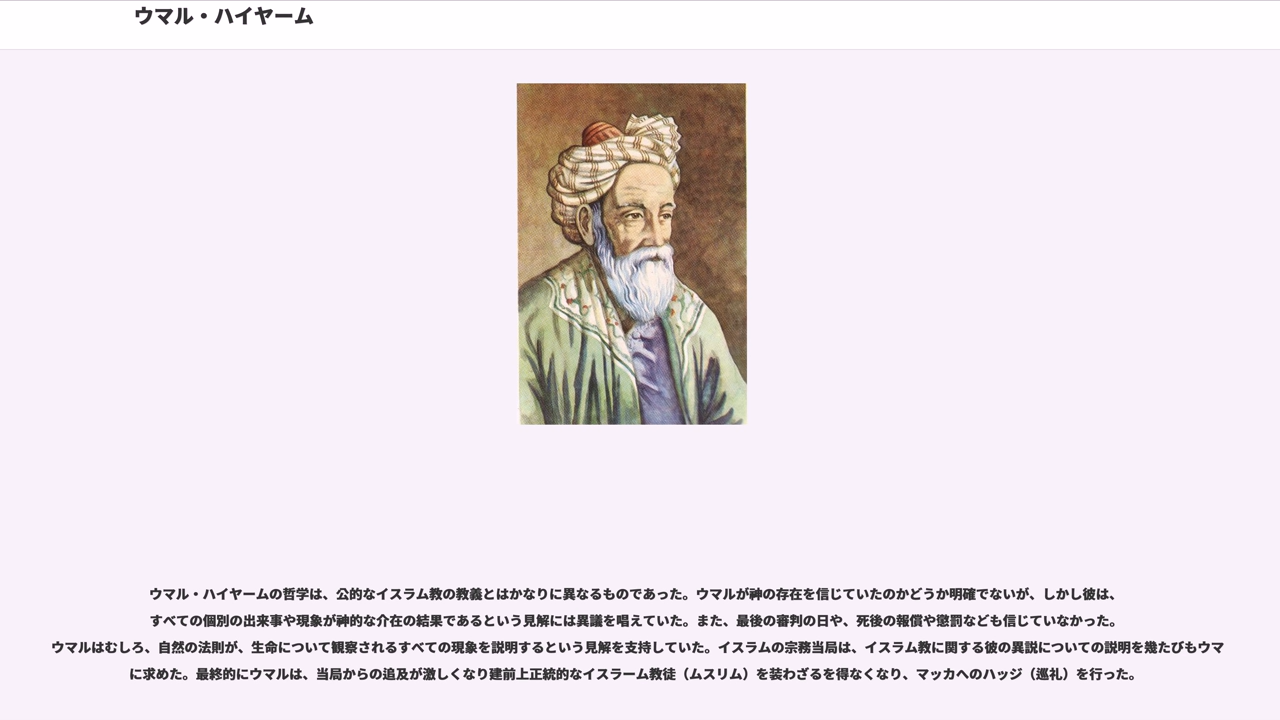 ウマル・ハイヤーム
ウマル・ハイヤームの哲学は、公的なイスラム教の教義とはかなりに異なるものであった。ウマルが神の存在を信じていたのかどうか明確でないが、しかし彼は、
すべての個別の出来事や現象が神的な介在の結果であるという見解には異議を唱えていた。また、最後の審判の日や、死後の報償や懲罰なども信じていなかった。
ウマルはむしろ、自然の法則が、生命について観察されるすべての現象を説明するという見解を支持していた。イスラムの宗務当局は、イスラム教に関する彼の異説についての説明を幾たびもウマ
に求めた。最終的にウマルは、当局からの追及が激しくなり建前上正統的なイスラーム教徒（ムスリム）を装わざるを得なくなり、マッカへのハッジ（巡礼）を行った。